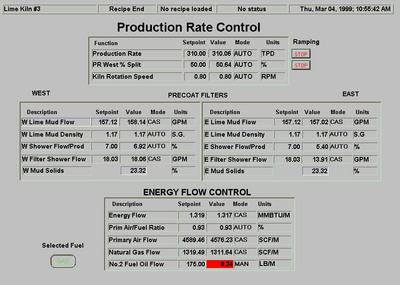 Lime Kiln #3 Recipe End No recipe loaded No status Thu, Mar 04, 1999; 10:55:42 AM
Production Rate Control
Function Setpoint Value Mode Units Ramping
Production Rate 310.00 310.06 AUTO TPD STOP
PR West % Split 50.00 50.64 AUTO % STOP
Kiln Rotation Speed 0.80 0.80 AUTO RPM
WEST PRECOAT FILTERS EAST
Description Setpoint Value Mode Units Description Setpoint Value Mode Units
W Lime Mud Flow 157.12 158.14 CAS GPM E Lime Mud Flow 157.12 157.02 CAS GPM
W Lime Mud Density 1.17 1.17 AUTO S.G. E Lime Mud Density 1.17 1.17 AUTO S.G.
W Shower Flow/Prod 7.00 6.92 AUTO % E Shower Flow/Prod 7.00 5.40 AUTO %
W Filter Shower Flow 18.03 18.06 CAS GPM E Filter Shower Flow 18.03 13.91 CAS GPM
W Mud Solids 23.32 % E Mud Solids 23.32 %
ENERGY FLOW CONTROL
Description Setpoint Value Mode Units
Energy Flow 1.319 1.317 CAS MMBTU/M
Prim Air/Fuel Ratio 0.93 0.93 AUTO %
Primary Air Flow 4589.46 4576.23 CAS SCF/M
Natural Gas Flow 1319.49 1311.64 CAS SCF/M
Selected Fuel
No.2 Fuel Oil Flow 175.00 MAN LB/M
GAS